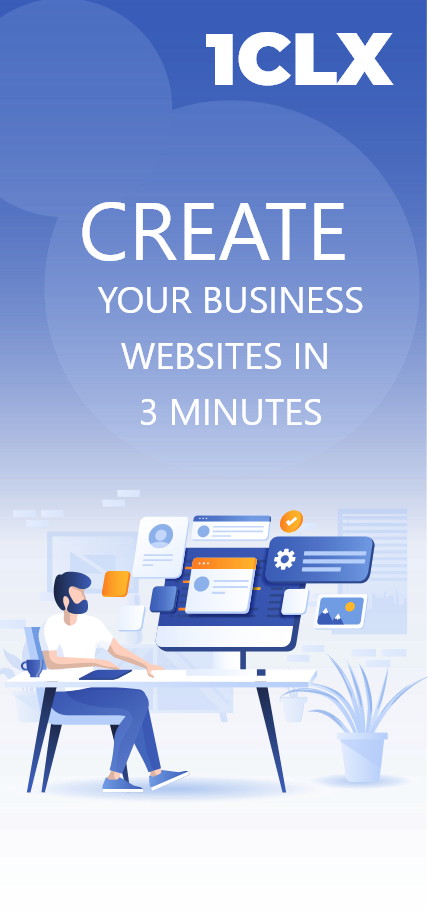 1CLX
CREATE
YOUR BUSINESS
WEBSITES IN
3 MINUTES